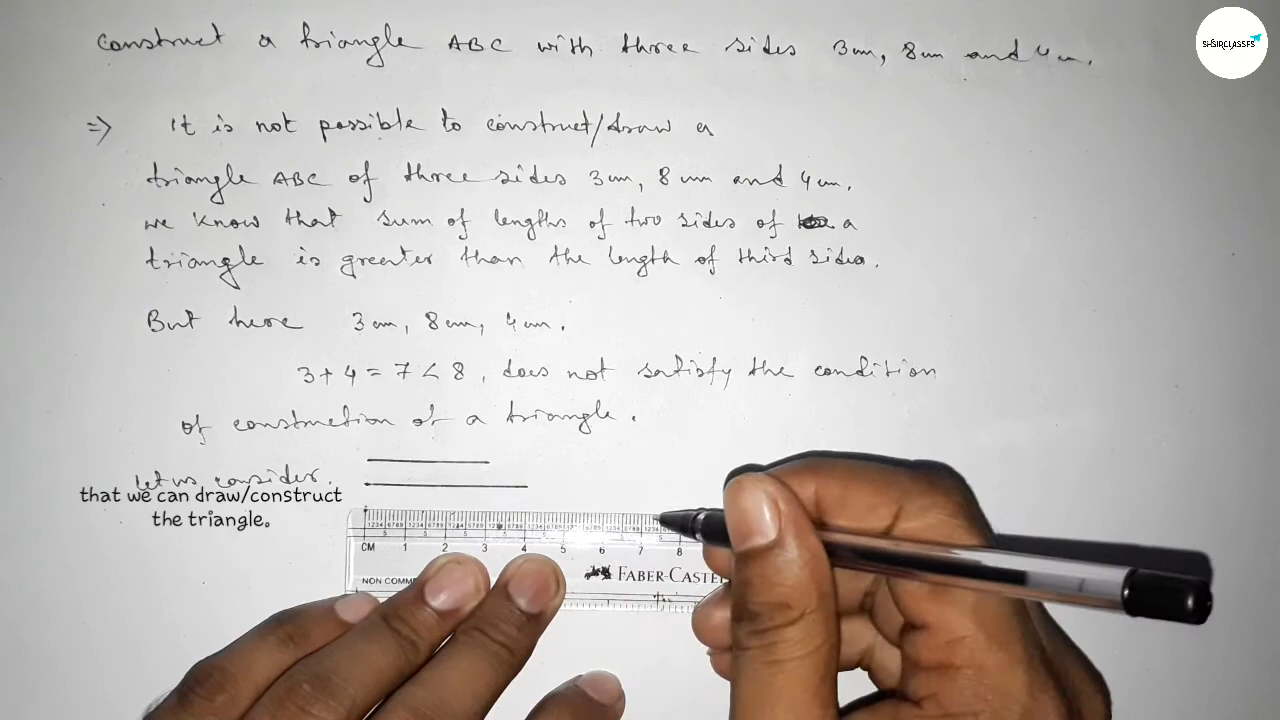 construct a triangle ABC with three sides 3cm, 8cm and 4cm.
SHSIRCLASSES
=> It is not possible to construct/draw a
triangle ABC of three sides 3cm, 8cm and 4cm.
we know that sum of lengths of two sides of a
triangle is greater than the length of third sides.
But here 3cm, 8cm, 4cm.
3+4=7<8, does not satisfy the condition
of construction of a triangle.
Let us consider.
that we can draw/construct
the triangle.
CM 1 2 3 4 5 6 7 8
NON COMME
FABER-CASTEL